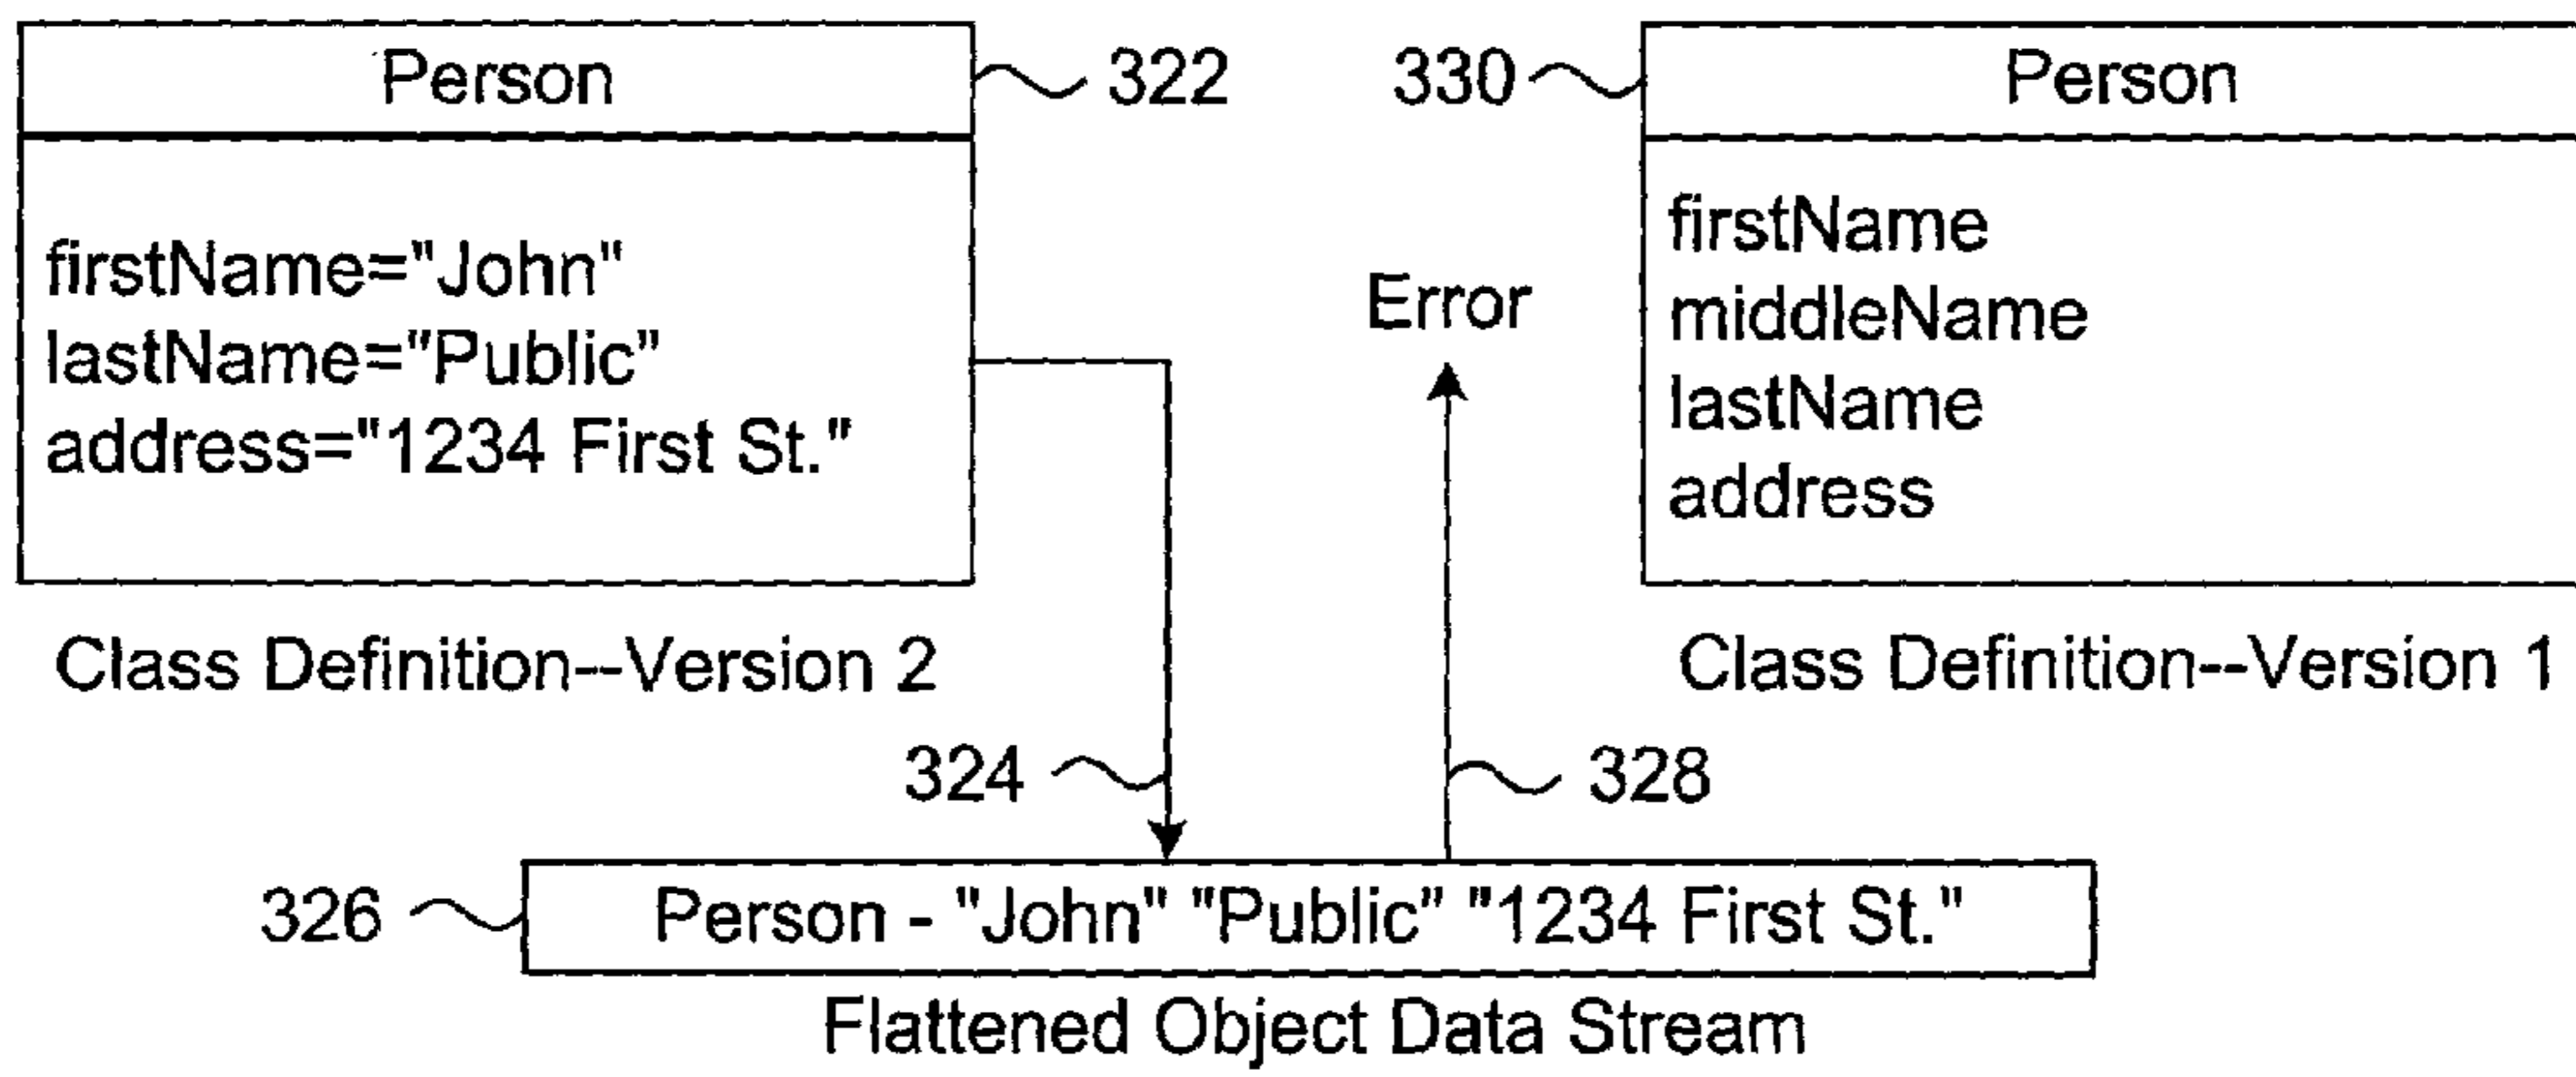 Person
322
firstName="John"
lastName="Public"
address="1234 First St."
Class Definition--Version 2
330
Person
firstName
middleName
lastName
address
Class Definition--Version 1
Error
324
328
326
Person - "John" "Public" "1234 First St."
Flattened Object Data Stream